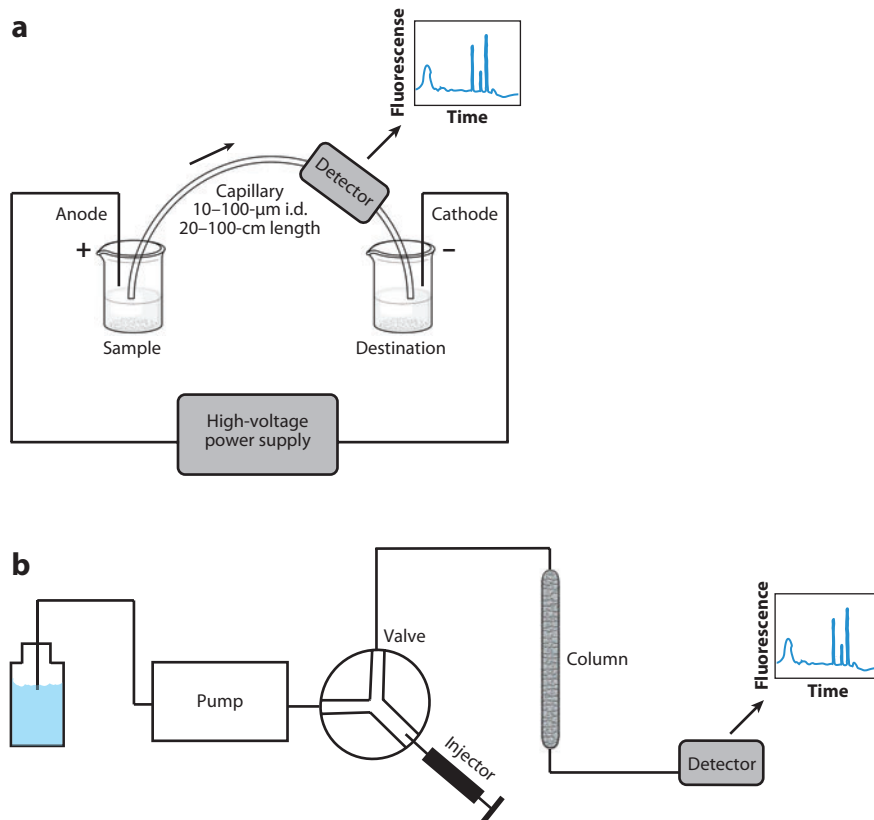 a
Fluorescense
Time
Detector
Capillary
10–100-µm i.d.
20–100-cm length
Anode
+
Cathode
–
Sample
Destination
High-voltage
power supply
b
Valve
Pump
Injector
Column
Fluorescence
Time
Detector